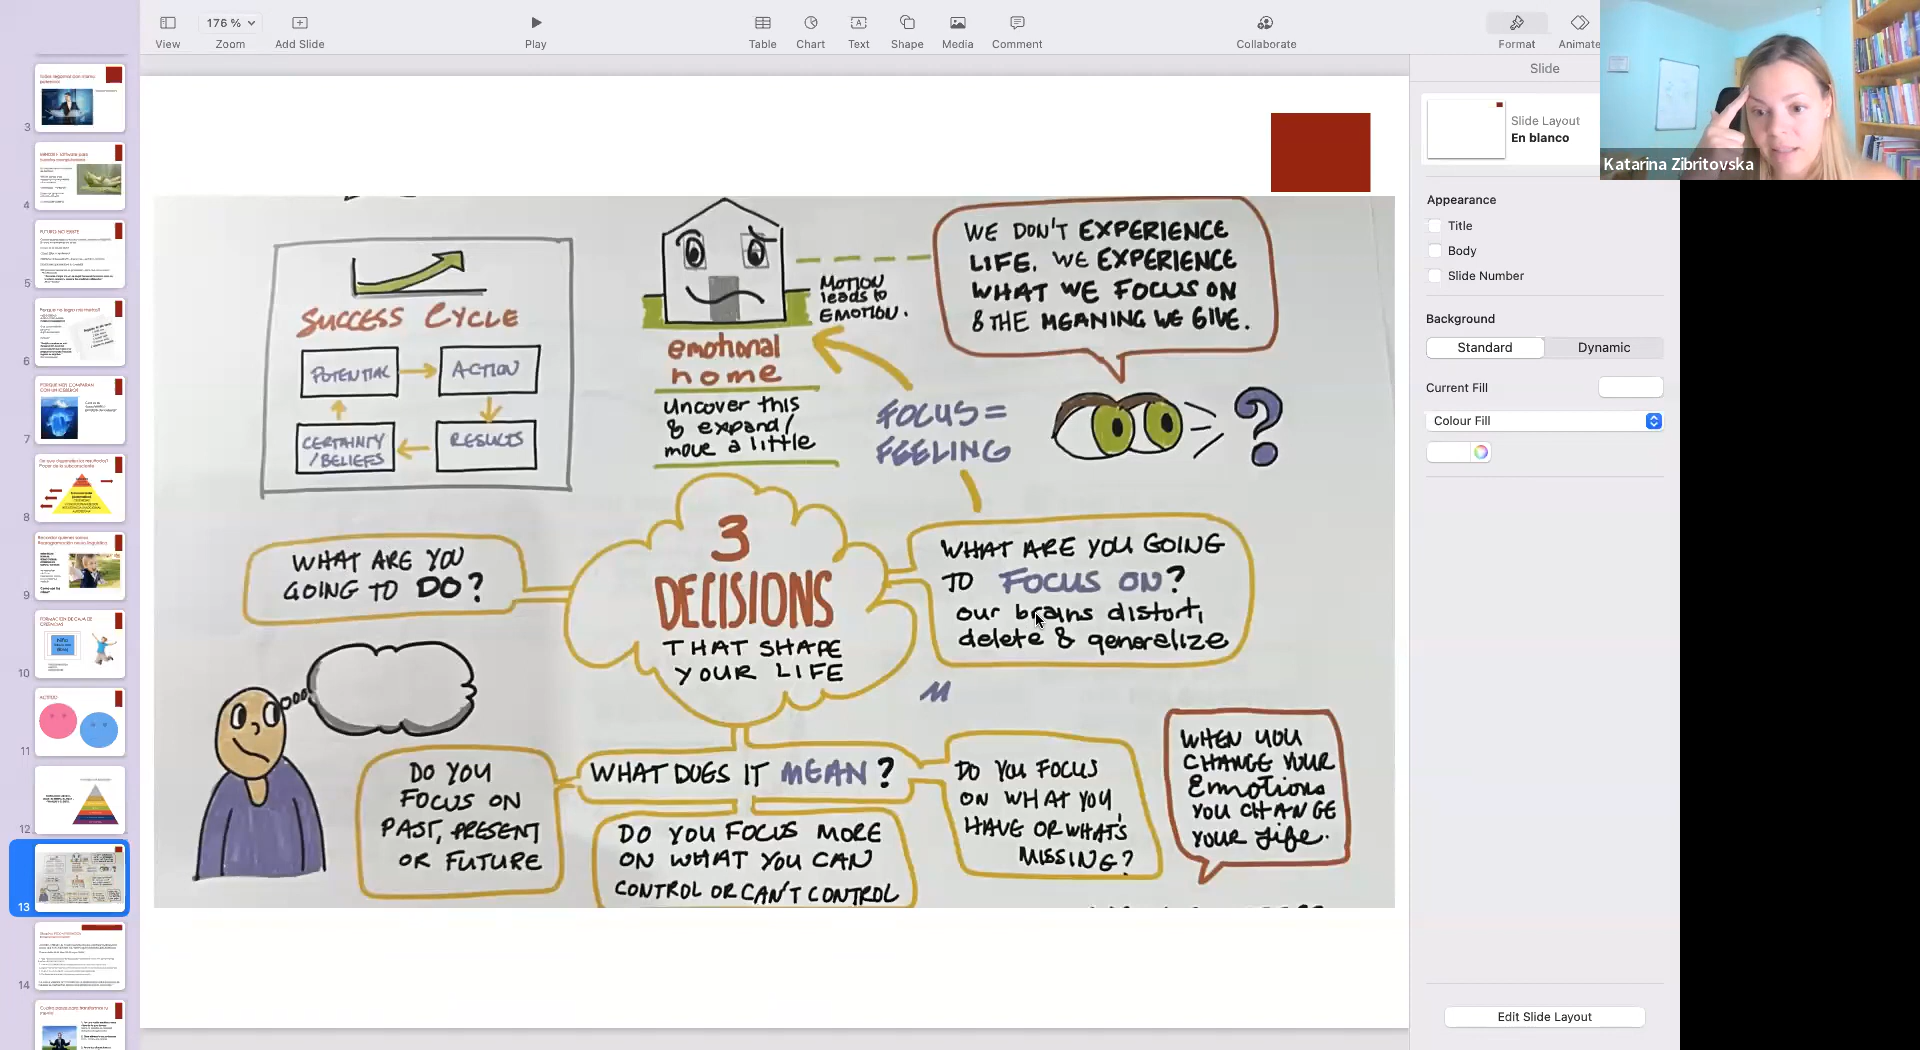 View
176 %
Zoom
Add Slide
Play
Table
Chart
Text
Shape
Media
Comment
Collaborate
Format
Animate
Slide
Katarina Zibritovska
Slide Layout
En blanco
Appearance
Title
Body
Slide Number
Background
Standard
Dynamic
Current Fill
Colour Fill
Edit Slide Layout
3
4
5
FUTURO NO EXISTE
6
7
8
9
10
11
ACTITUD
12
13
14
SUCCESS CYCLE
POTENTIAL
ACTION
CERTAINTY
/BELIEFS
RESULTS
emotional
home
Uncover this
& expand/
move a little
MOTION
leads to
EMOTION.
WE DON'T EXPERIENCE
LIFE. WE EXPERIENCE
WHAT WE FOCUS ON
& THE MEANING WE GIVE.
FOCUS =
FEELING
?
3
DECISIONS
THAT SHAPE
YOUR LIFE
WHAT ARE YOU
GOING TO DO?
WHAT ARE YOU GOING
TO FOCUS ON?
our brains distort,
delete & generalize
WHAT DOES IT MEAN?
DO YOU
FOCUS ON
PAST, PRESENT
OR FUTURE
DO YOU FOCUS MORE
ON WHAT YOU CAN
CONTROL OR CAN'T CONTROL
DO YOU FOCUS
ON WHAT YOU
HAVE OR WHAT'S
MISSING?
WHEN YOU
CHANGE YOUR
Emotions
YOU CHANGE
YOUR life.